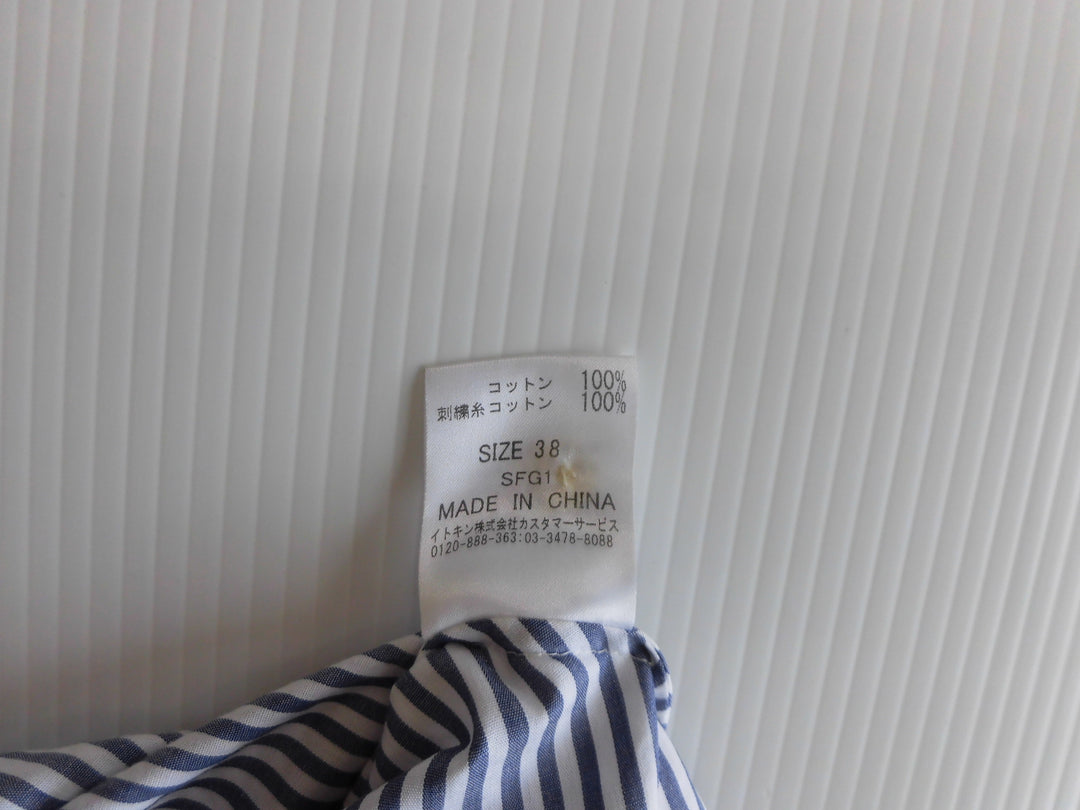 コットン 100%
刺繍糸コットン 100%
SIZE 38
SFG1
MADE IN CHINA
イトキン株式会社カスタマーサービス
0120-888-363:03-3478-8088